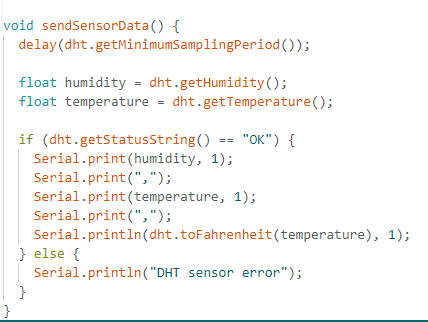 void sendSensorData() {
  delay(dht.getMinimumSamplingPeriod());

  float humidity = dht.getHumidity();
  float temperature = dht.getTemperature();

  if (dht.getStatusString() == "OK") {
    Serial.print(humidity, 1);
    Serial.print(",");
    Serial.print(temperature, 1);
    Serial.print(",");
    Serial.println(dht.toFahrenheit(temperature), 1);
  } else {
    Serial.println("DHT sensor error");
  }
}